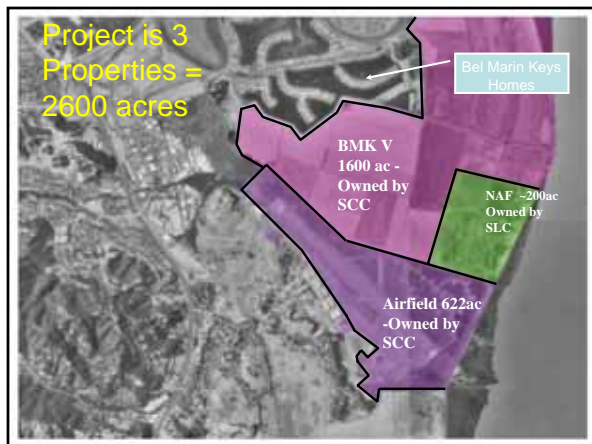 Project is 3
Properties =
2600 acres
Bel Marin Keys
Homes
BMK V
1600 ac -
Owned by
SCC
NAF ~200ac
Owned by
SLC
Airfield 622ac
-Owned by
SCC